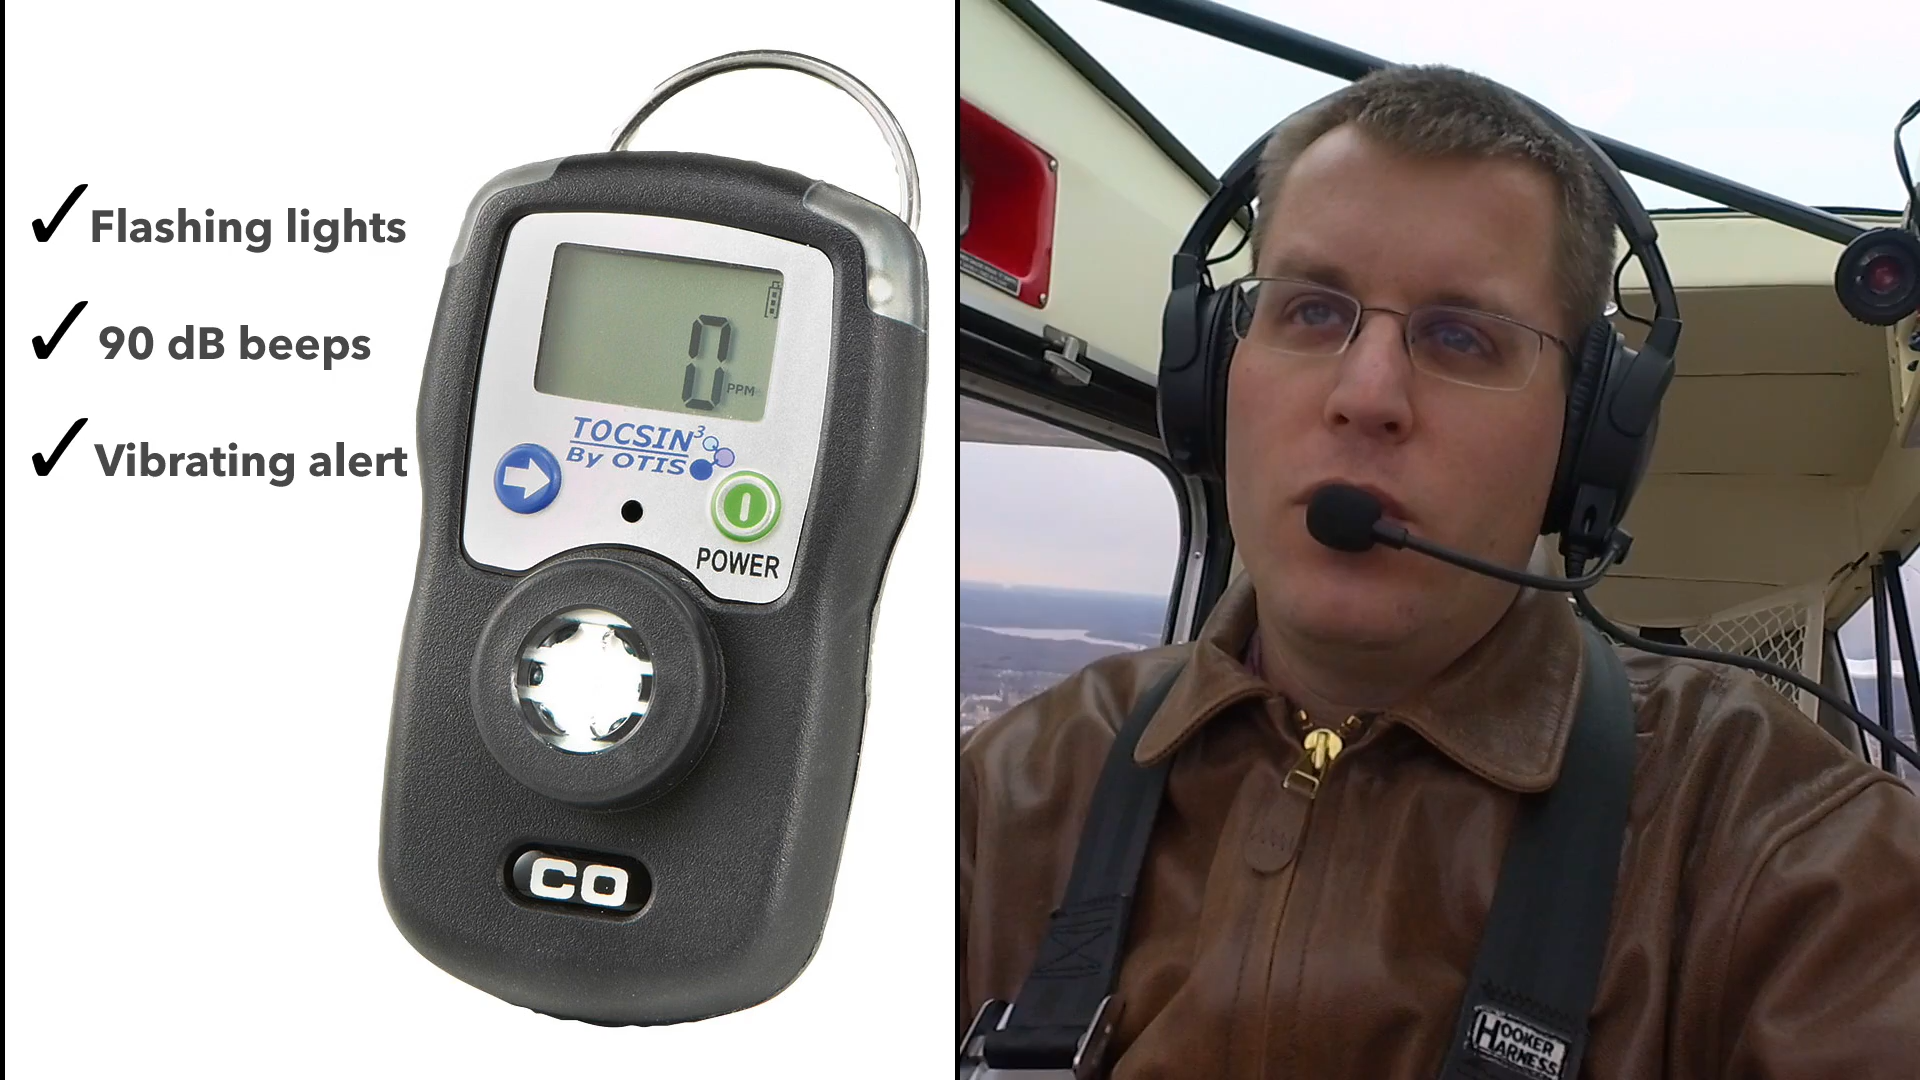 ✓ Flashing lights
✓ 90 dB beeps
✓ Vibrating alert
0 PPM
TOCSIN³
By OTIS
POWER
CO
HOOKER
HARNESS